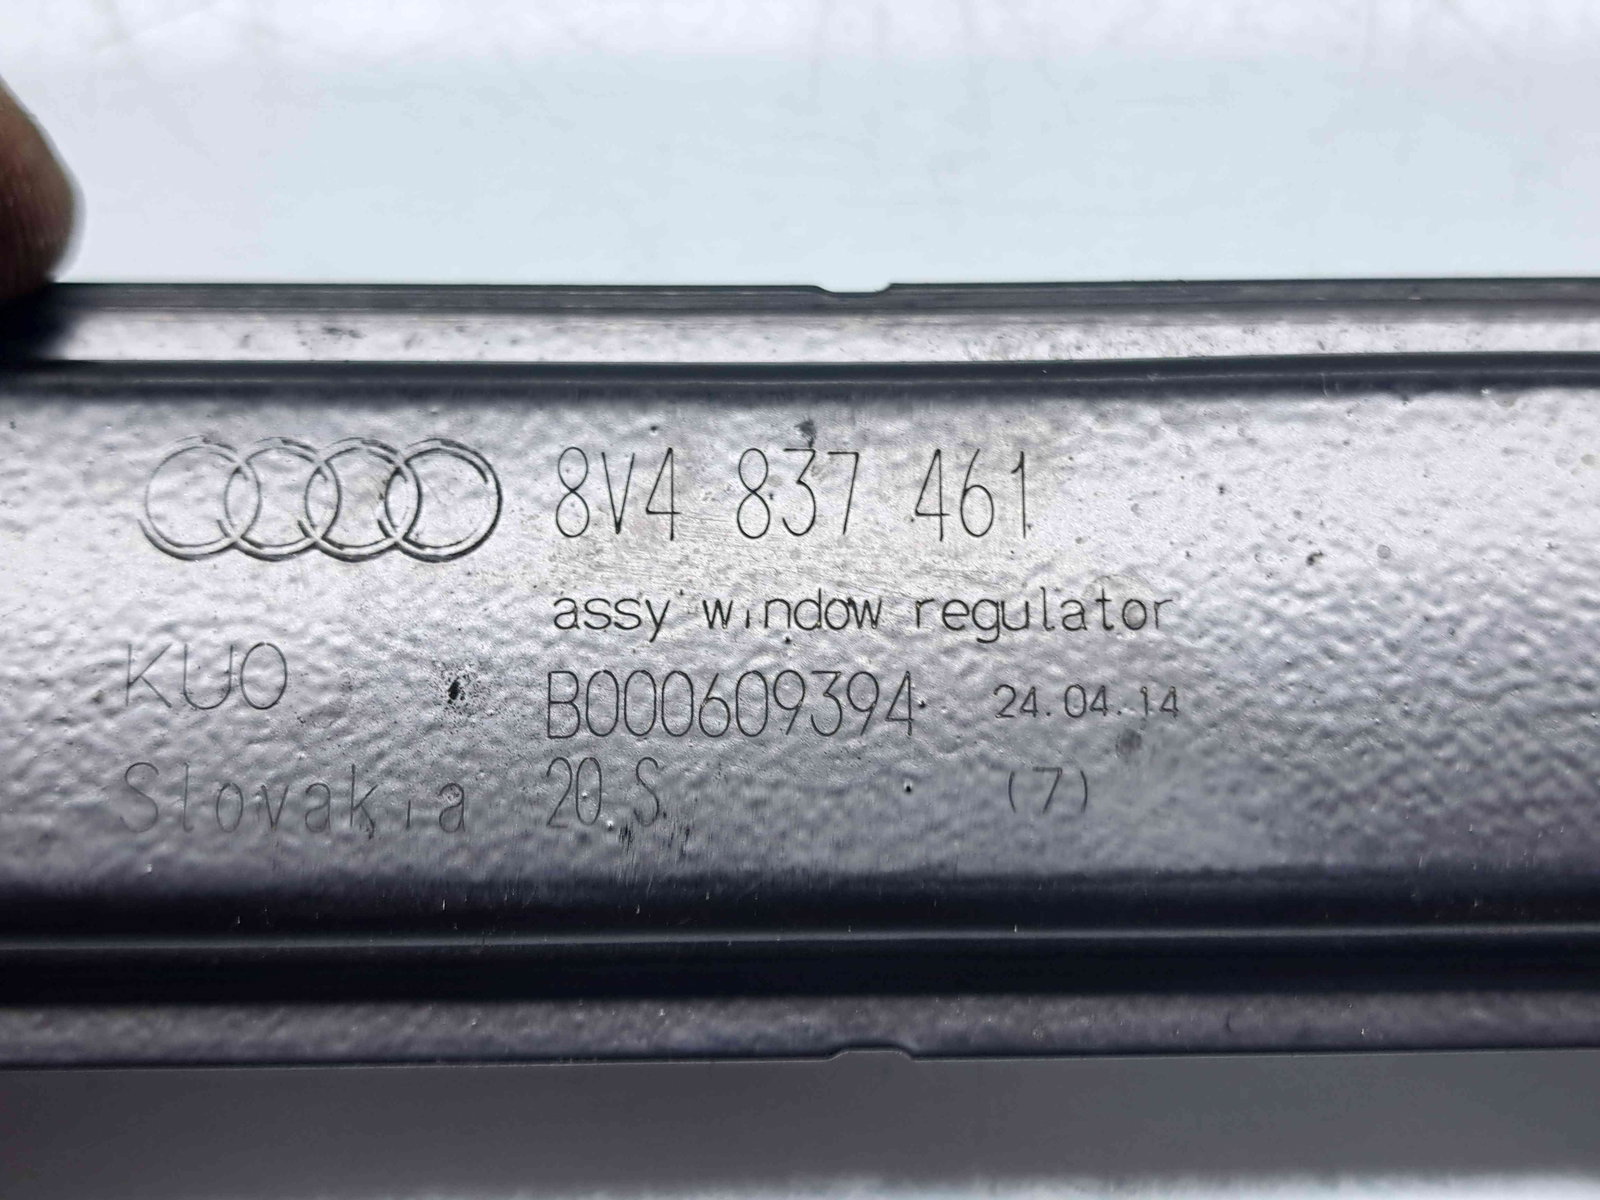 8V4 837 461
assy window regulator
KUO B000609394 24.04.14
Slovakia 20.S (7)